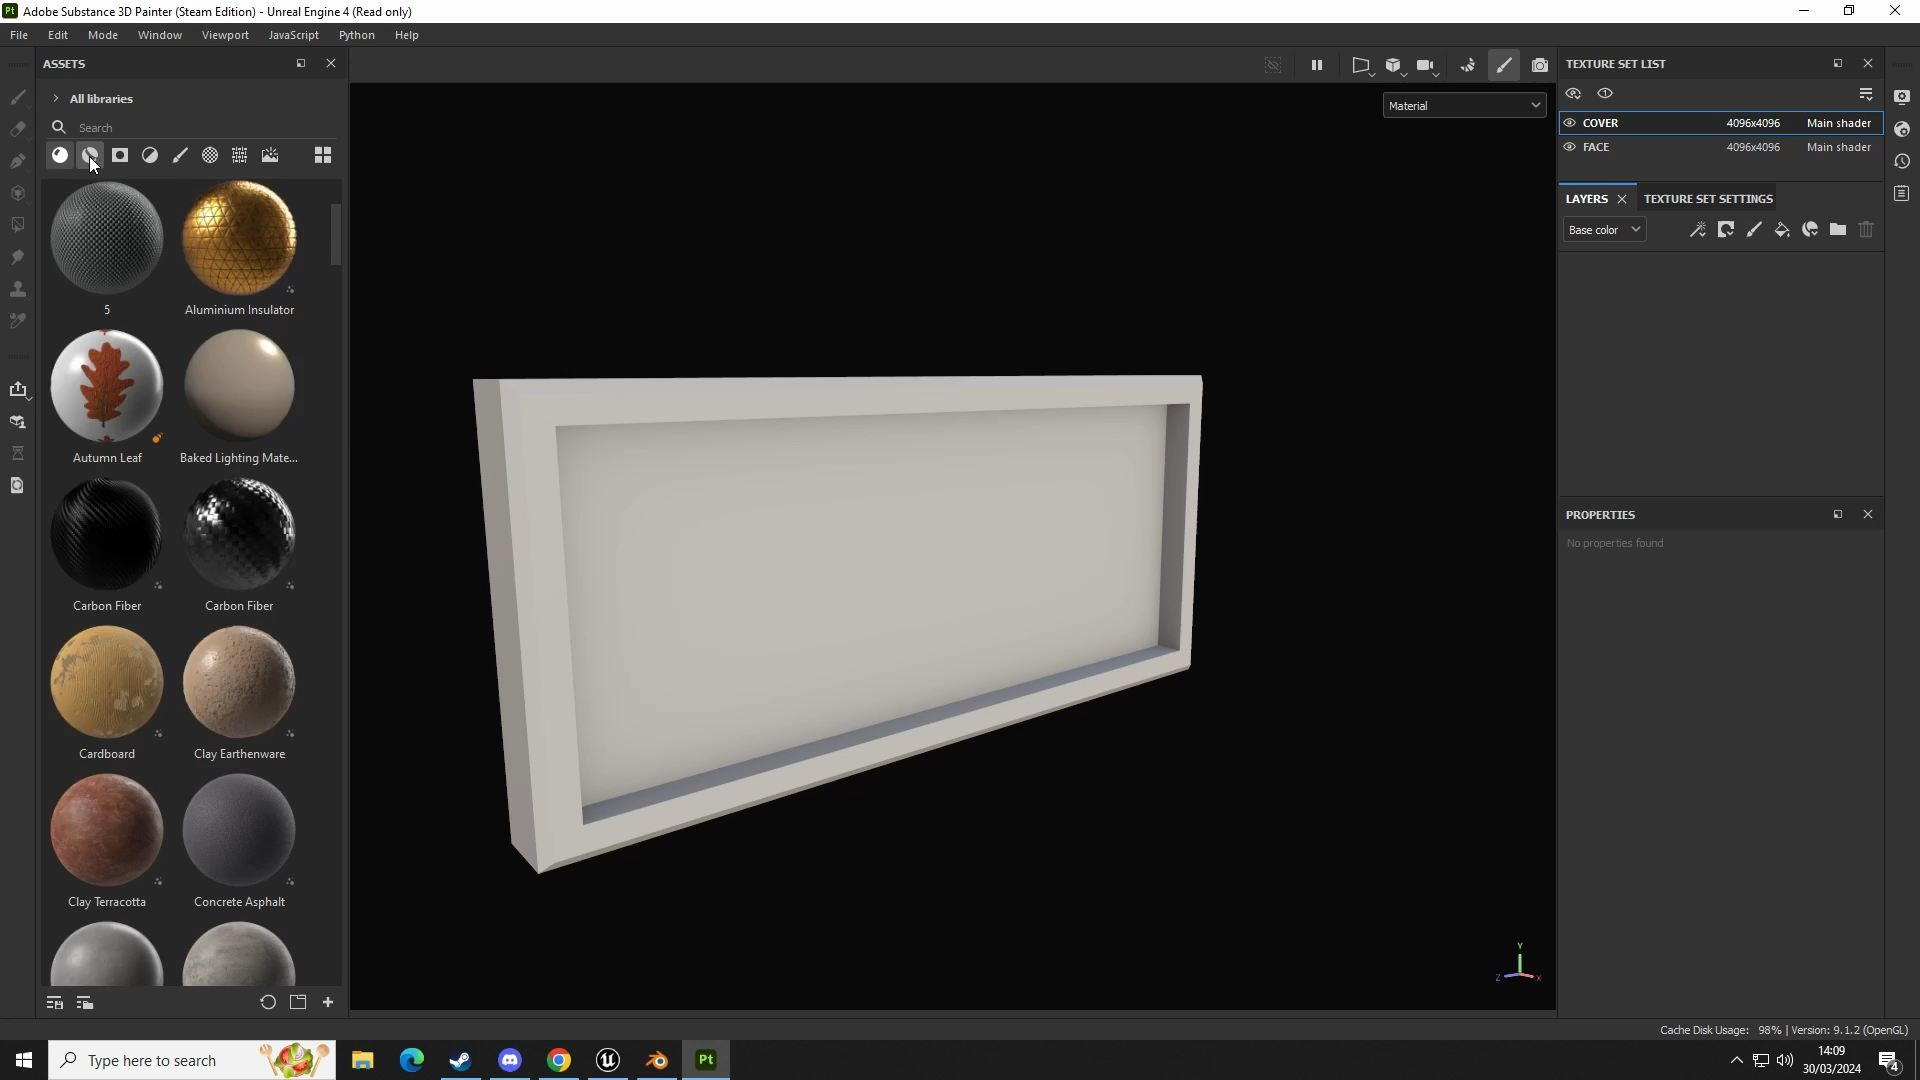 Pt Adobe Substance 3D Painter (Steam Edition) - Unreal Engine 4 (Read only)
File Edit Mode Window Viewport JavaScript Python Help
ASSETS
All libraries
Search
5
Aluminium Insulator
Autumn Leaf
Baked Lighting Mate...
Carbon Fiber
Carbon Fiber
Cardboard
Clay Earthenware
Clay Terracotta
Concrete Asphalt
Material
Y
Z
X
TEXTURE SET LIST
COVER 4096x4096 Main shader
FACE 4096x4096 Main shader
LAYERS TEXTURE SET SETTINGS
Base color
PROPERTIES
No properties found
Cache Disk Usage: 98% | Version: 9.1.2 (OpenGL)
Type here to search
Pt
14:09
30/03/2024
4